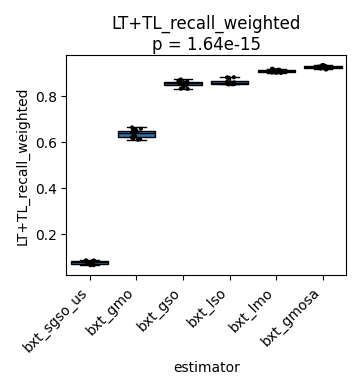 LT+TL_recall_weighted
p = 1.64e-15
LT+TL_recall_weighted
0.8
0.6
0.4
0.2
bxt_sgso_us
bxt_gmo
bxt_gso
bxt_lso
bxt_lmo
bxt_gmosa
estimator